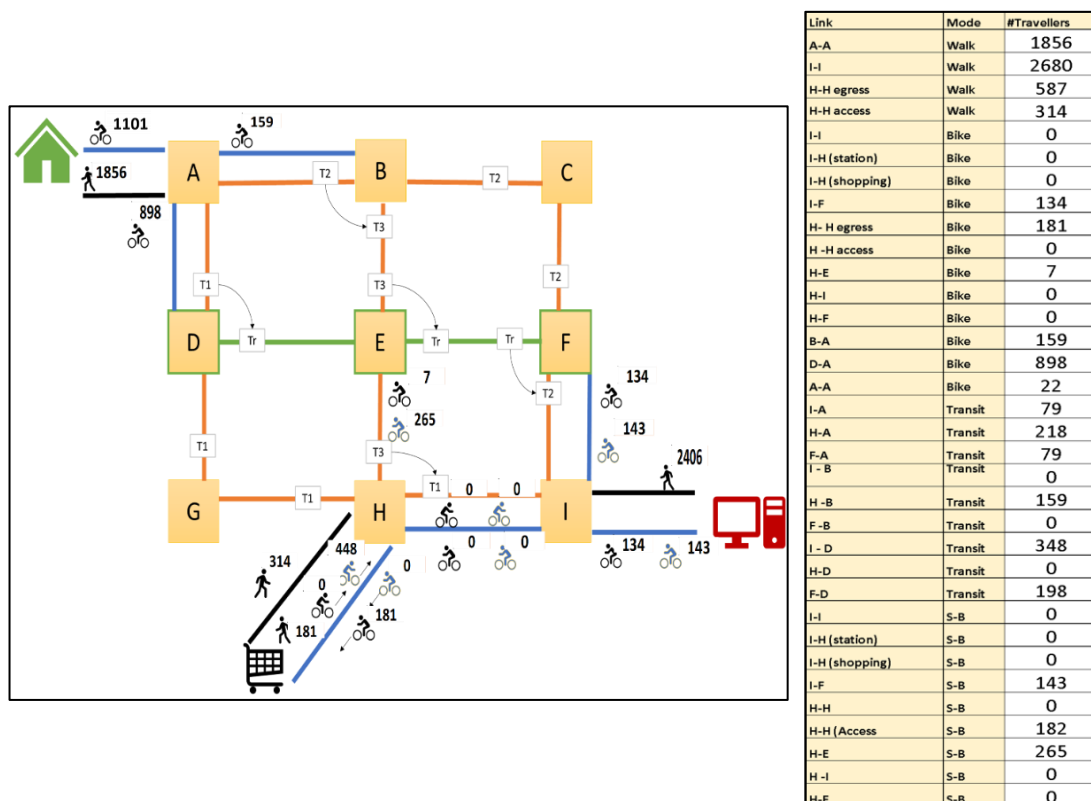 1101
159
1856
898
A
B
C
T2
T2
T3
T1
T3
T2
D
Tr
E
Tr
Tr
F
T2
7
134
265
143
T1
T3
2406
T1
0
0
G
T1
H
I
314
448
0
0
0
0
134
143
181
181
Link Mode #Travellers
A-A Walk 1856
I-I Walk 2680
H-H egress Walk 587
H-H access Walk 314
I-I Bike 0
I-H (station) Bike 0
I-H (shopping) Bike 0
I-F Bike 134
H- H egress Bike 181
H -H access Bike 0
H-E Bike 7
H-I Bike 0
H-F Bike 0
B-A Bike 159
D-A Bike 898
A-A Bike 22
I-A Transit 79
H-A Transit 218
F-A Transit 79
I - B Transit 0
H -B Transit 159
F -B Transit 0
I - D Transit 348
H-D Transit 0
F-D Transit 198
I-I S-B 0
I-H (station) S-B 0
I-H (shopping) S-B 0
I-F S-B 143
H-H S-B 0
H-H (Access S-B 182
H-E S-B 265
H -I S-B 0
H-F S-B 0